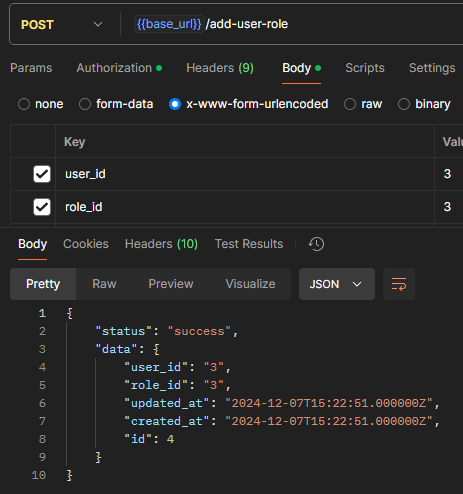 POST {{base_url}} /add-user-role
Params Authorization Headers (9) Body Scripts Settings
none form-data x-www-form-urlencoded raw binary
Key Valu
user_id 3
role_id 3
Body Cookies Headers (10) Test Results
Pretty Raw Preview Visualize JSON
1 {
2 "status": "success",
3 "data": {
4 "user_id": "3",
5 "role_id": "3",
6 "updated_at": "2024-12-07T15:22:51.000000Z",
7 "created_at": "2024-12-07T15:22:51.000000Z",
8 "id": 4
9 }
10 }